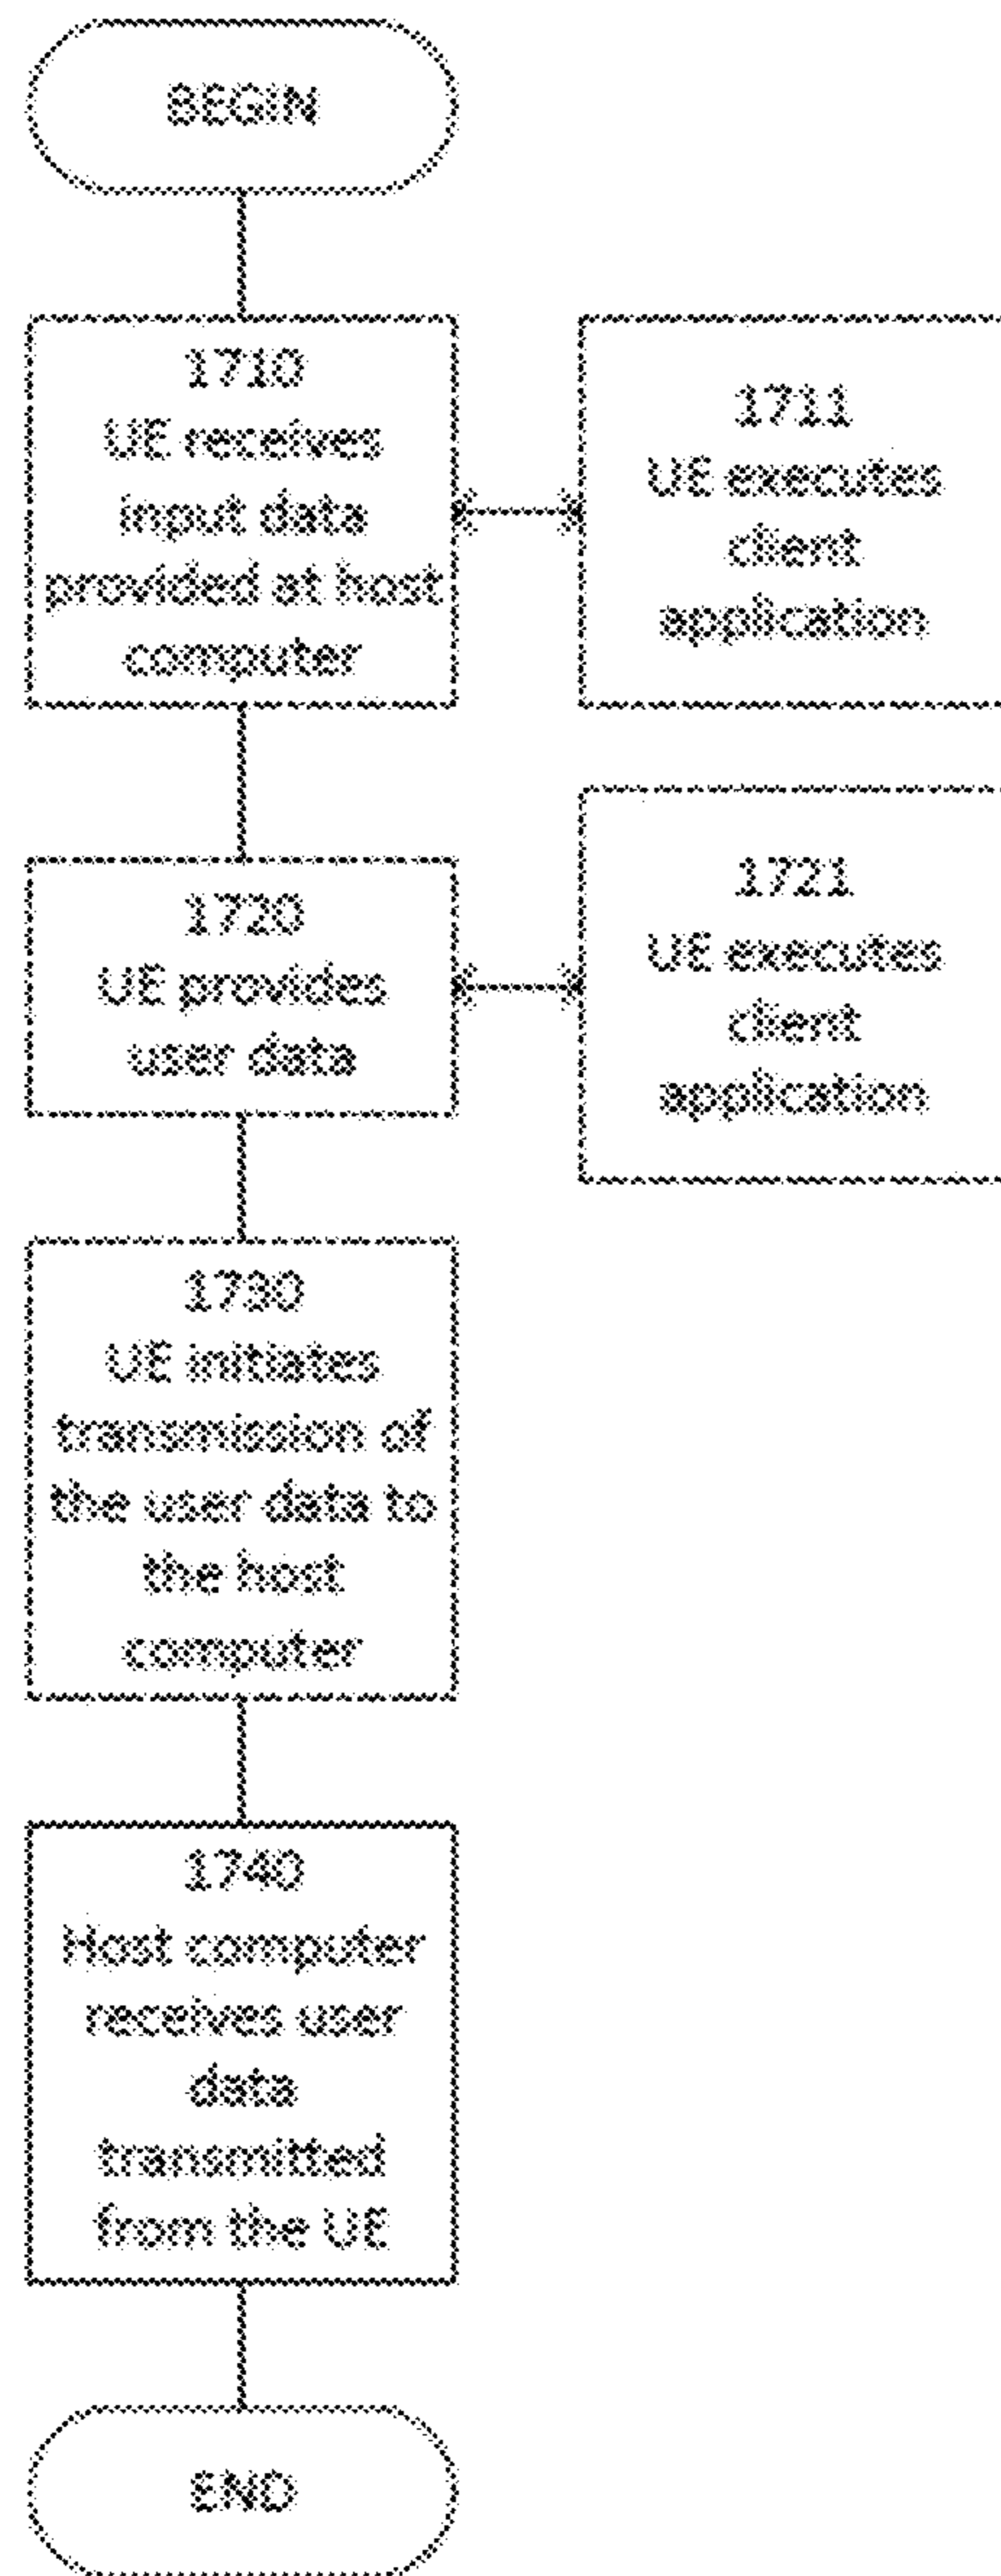 BEGIN
1710
UE receives
input data
provided at host
computer
1711
UE executes
client
application
1720
UE provides
user data
1721
UE executes
client
application
1730
UE initiates
transmission of
the user data to
the host
computer
1740
Host computer
receives user
data
transmitted
from the UE
END